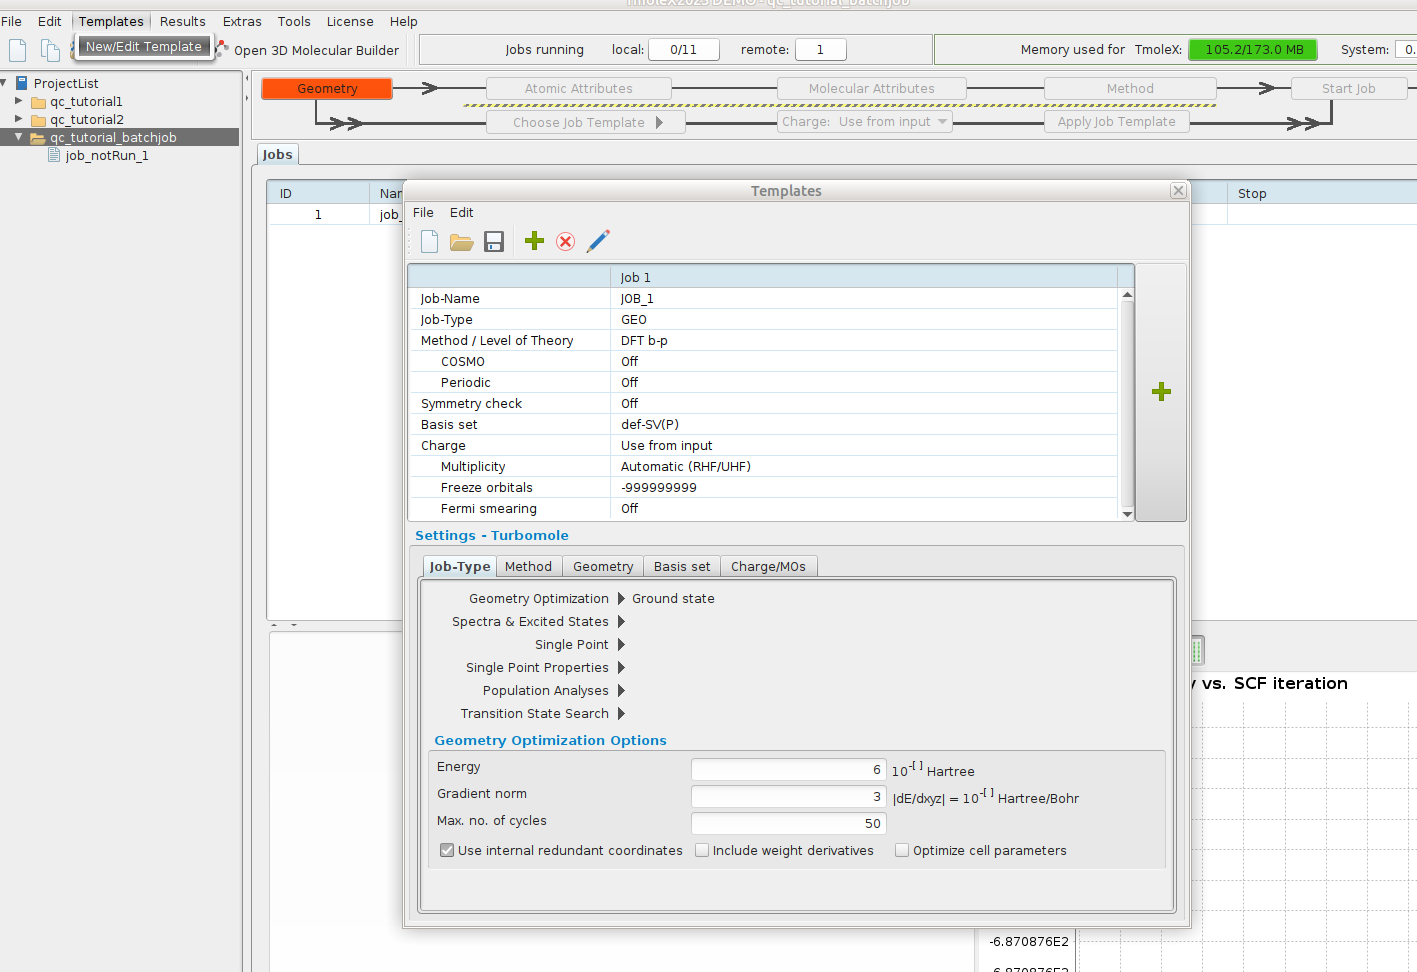 TmoleX2023 DEMO - qc_tutorial_batchjob
File Edit Templates Results Extras Tools License Help
New/Edit Template
Open 3D Molecular Builder
Jobs running local: 0/11 remote: 1
Memory used for TmoleX: 105.2/173.0 MB System: 0.
ProjectList
qc_tutorial1
qc_tutorial2
qc_tutorial_batchjob
job_notRun_1
Geometry Atomic Attributes Molecular Attributes Method Start Job
Choose Job Template Charge: Use from input Apply Job Template
Jobs
ID Nar Stop
1 job_
Templates
File Edit
Job 1
Job-Name JOB_1
Job-Type GEO
Method / Level of Theory DFT b-p
COSMO Off
Periodic Off
Symmetry check Off
Basis set def-SV(P)
Charge Use from input
Multiplicity Automatic (RHF/UHF)
Freeze orbitals -999999999
Fermi smearing Off
Settings - Turbomole
Job-Type Method Geometry Basis set Charge/MOs
Geometry Optimization Ground state
Spectra & Excited States
Single Point
Single Point Properties
Population Analyses
Transition State Search
Geometry Optimization Options
Energy 6 10-[ ] Hartree
Gradient norm 3 |dE/dxyz| = 10-[ ] Hartree/Bohr
Max. no. of cycles 50
Use internal redundant coordinates Include weight derivatives Optimize cell parameters
y vs. SCF iteration
-6.870876E2
-6.870876E2